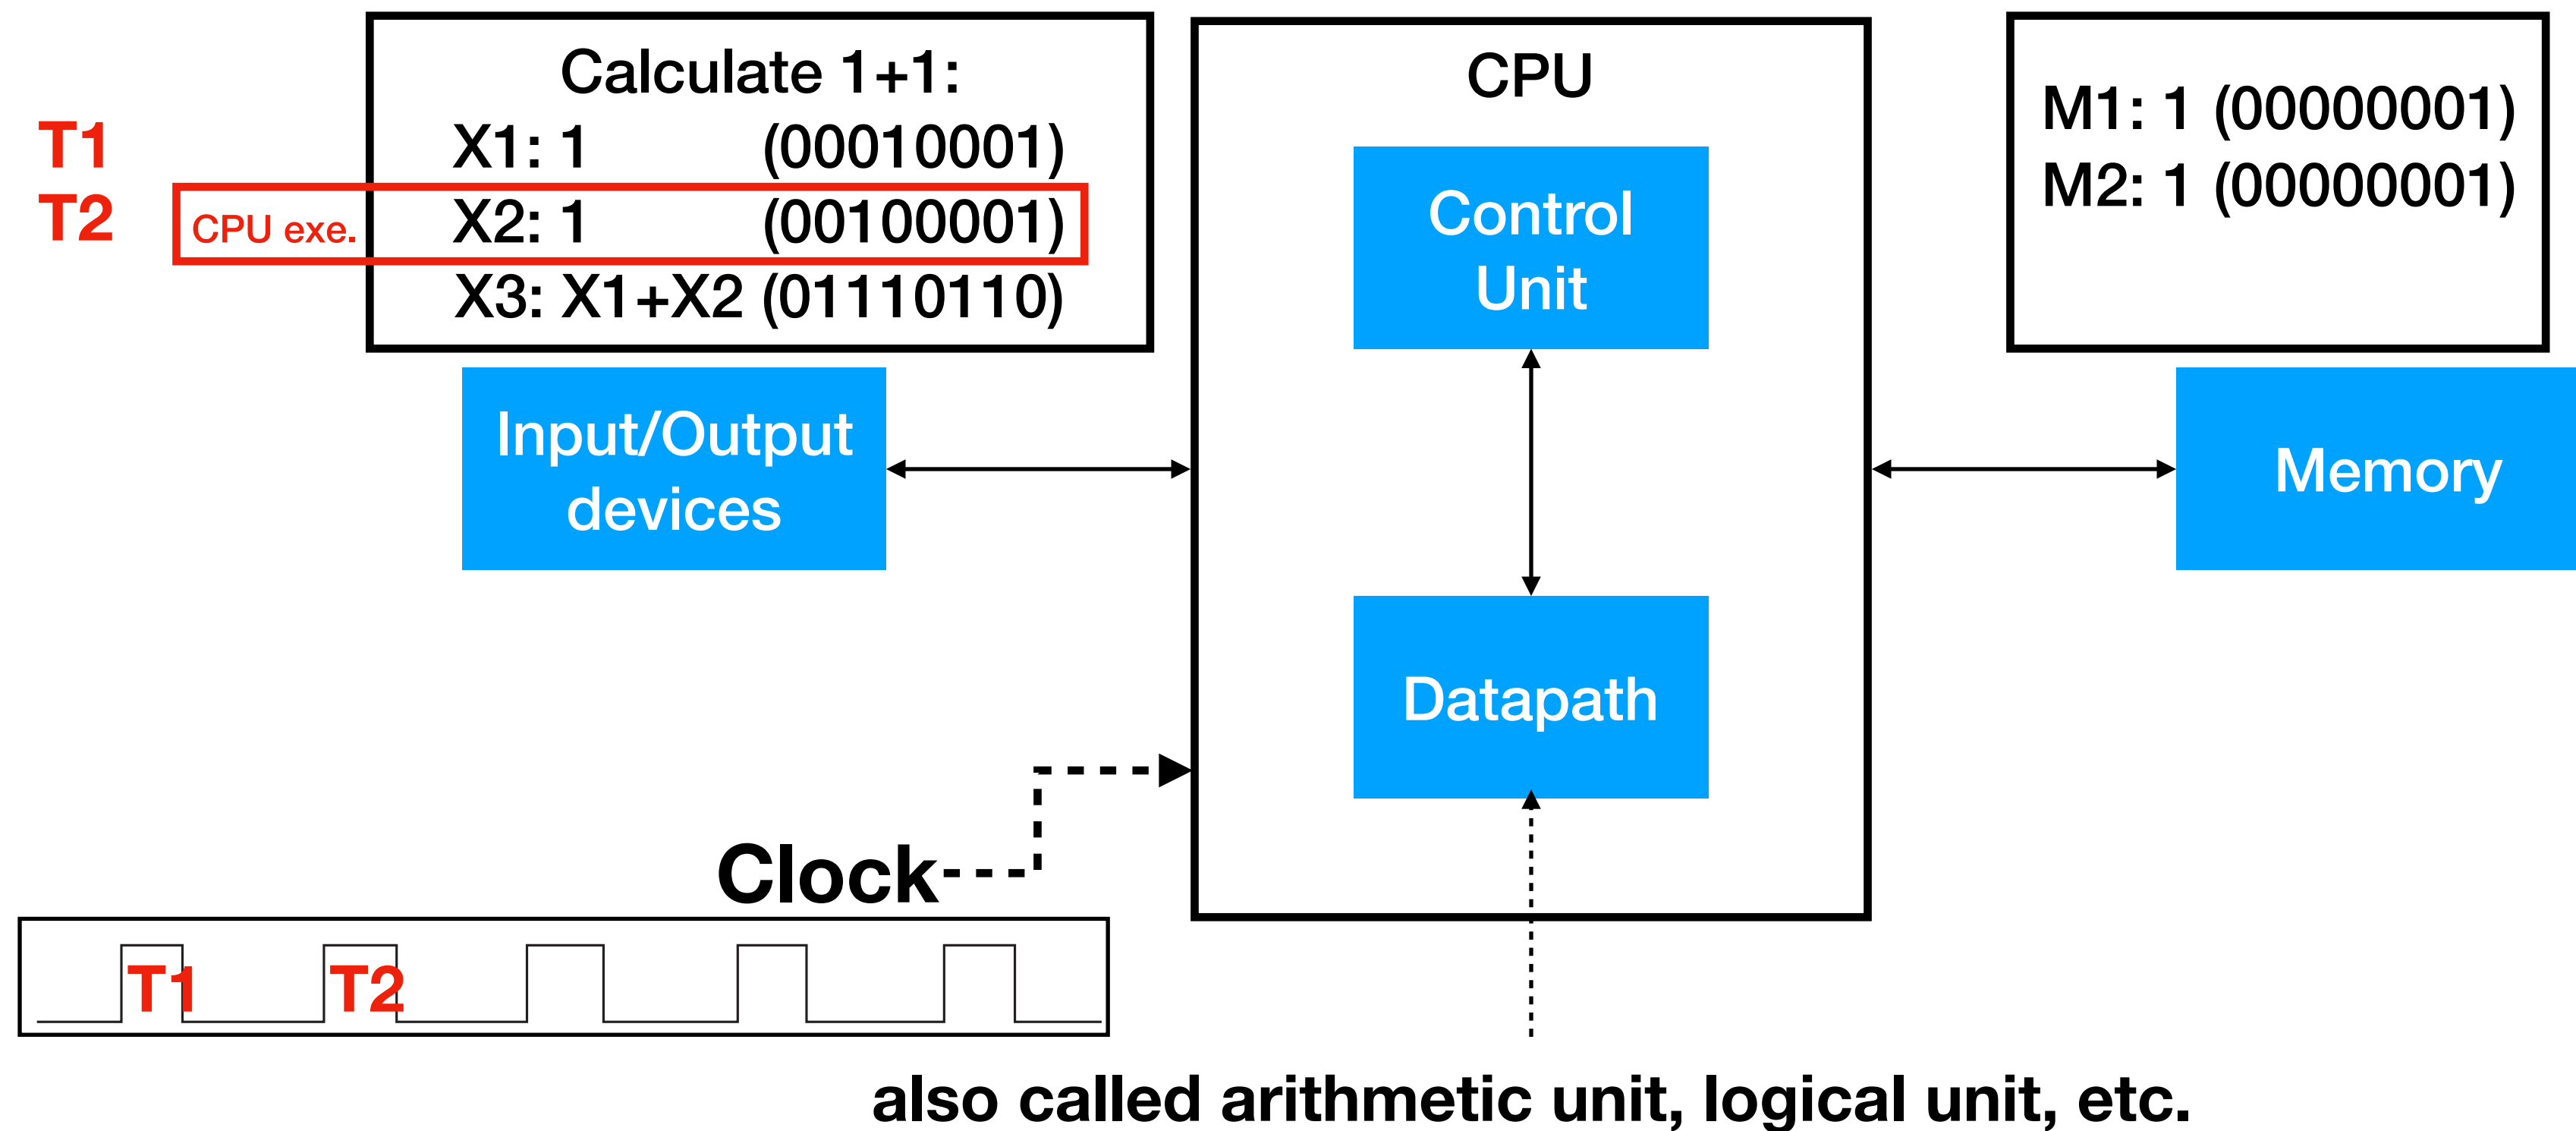 Calculate 1+1:
T1
X1: 1 (00010001)
T2
CPU exe.
X2: 1 (00100001)
X3: X1+X2 (01110110)
Input/Output
devices
CPU
Control
Unit
Datapath
M1: 1 (00000001)
M2: 1 (00000001)
Memory
Clock
T1
T2
also called arithmetic unit, logical unit, etc.